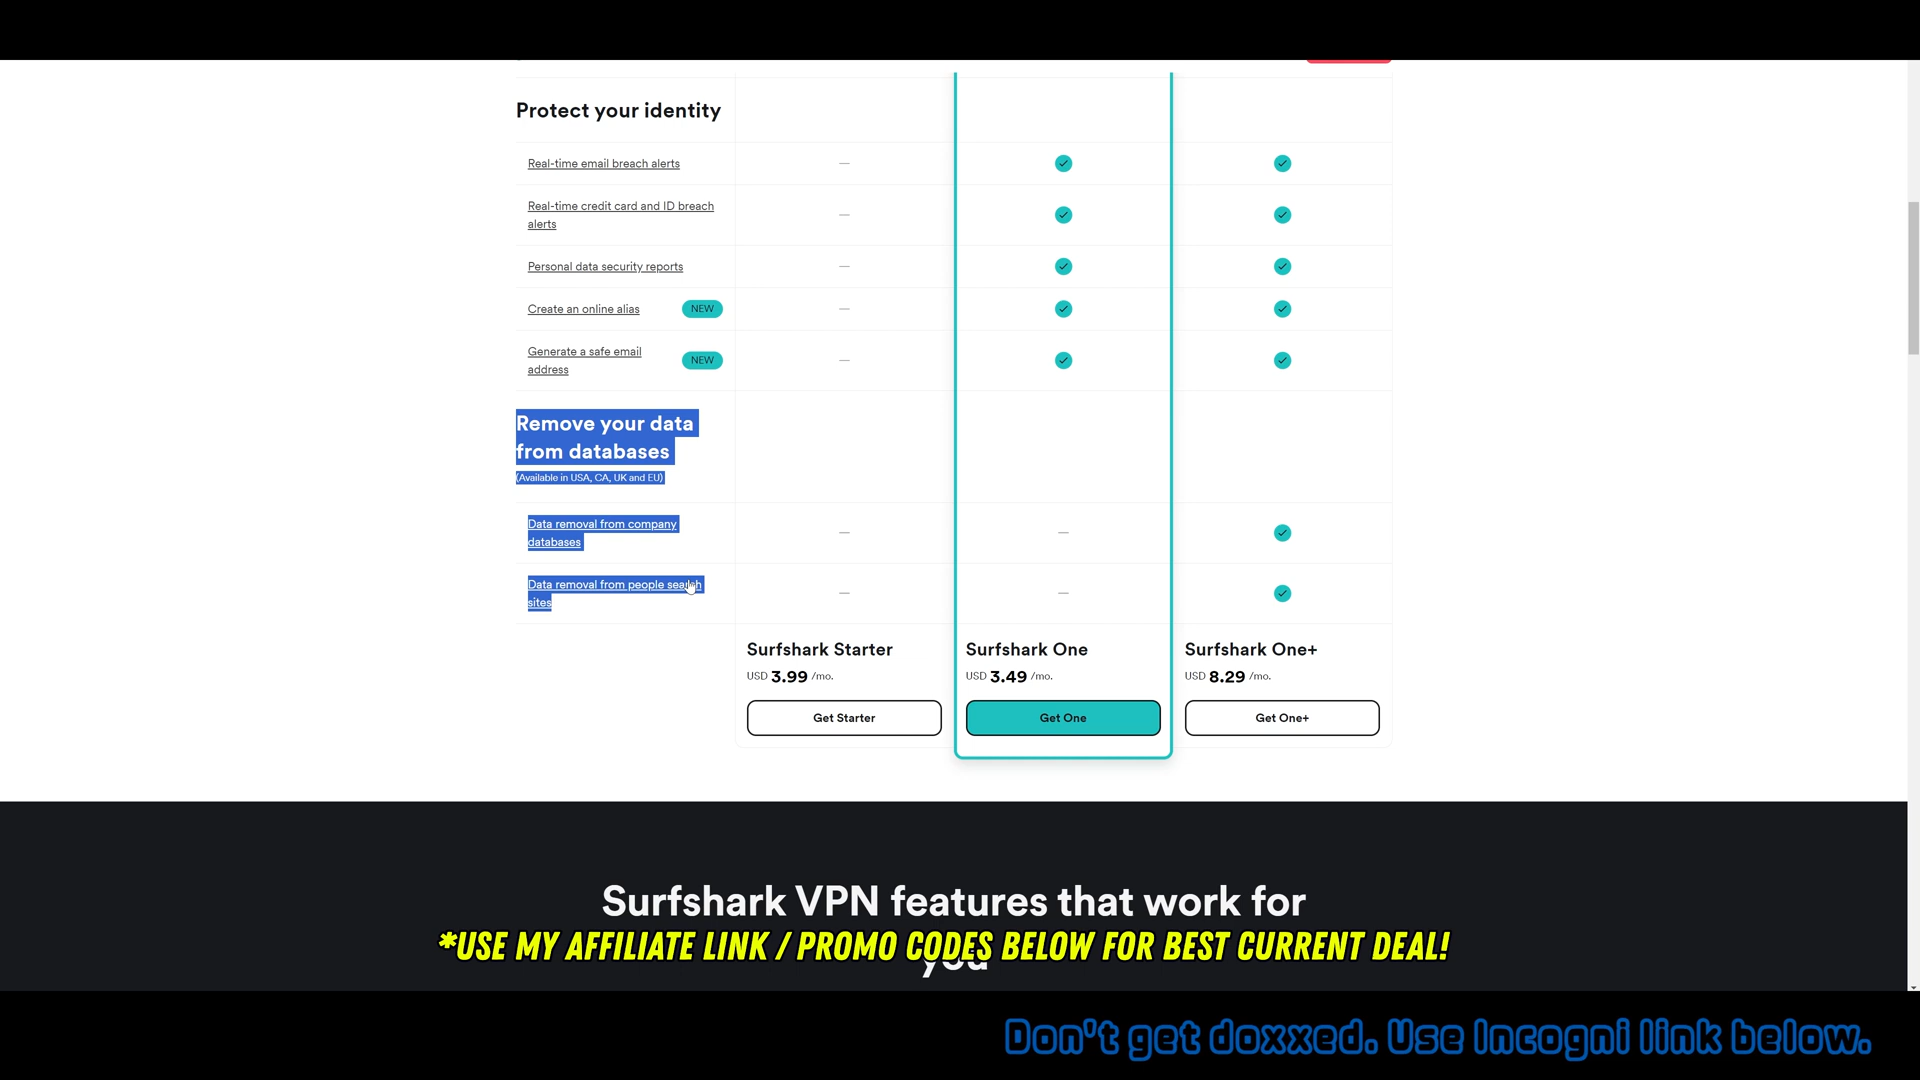 Protect your identity
Real-time email breach alerts
Real-time credit card and ID breach
alerts
Personal data security reports
Create an online alias NEW
Generate a safe email
address
NEW
Remove your data
from databases
(Available in USA, CA, UK and EU)
Data removal from company
databases
Data removal from people search
sites
Surfshark Starter Surfshark One Surfshark One+
USD 3.99 /mo. USD 3.49 /mo. USD 8.29 /mo.
Get Starter Get One Get One+
Surfshark VPN features that work for
you
*USE MY AFFILIATE LINK / PROMO CODES BELOW FOR BEST CURRENT DEAL!
Don't get doxxed. Use Incogni link below.